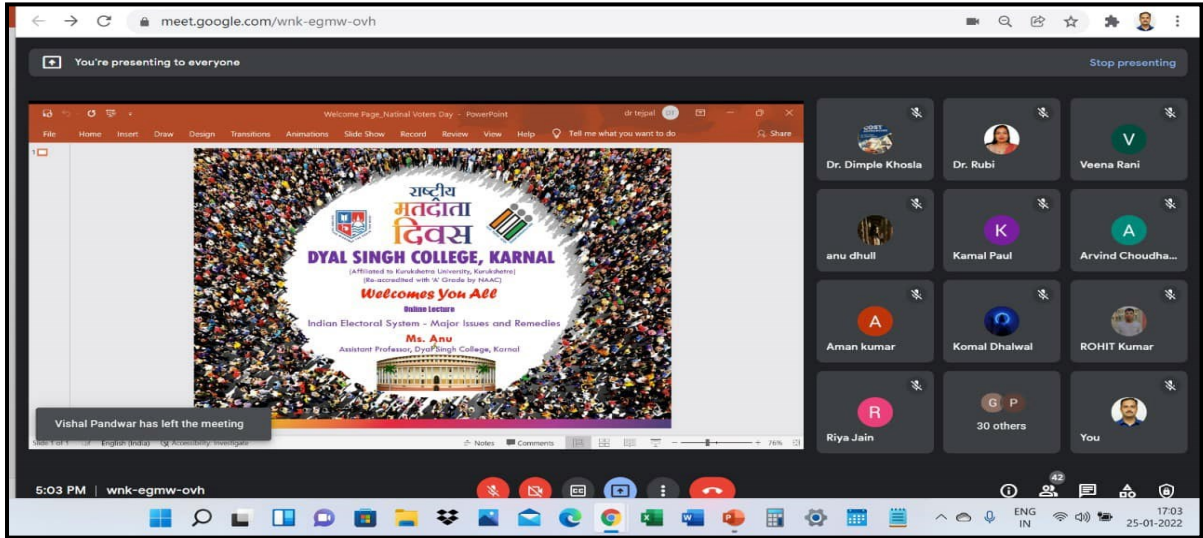 meet.google.com/wnk-egmw-ovh
You're presenting to everyone
Stop presenting
Welcome Page_Natinal Voters Day - PowerPoint
dr tejpal
File Home Insert Draw Design Transitions Animations Slide Show Record Review View Help Tell me what you want to do Share
1
राष्ट्रीय
मतदाता
दिवस
DYAL SINGH COLLEGE, KARNAL
(Affiliated to Kurukshetra University, Kurukshetra)
(Re-accredited with 'A' Grade by NAAC)
Welcomes You All
Online Lecture
Indian Electoral System - Major Issues and Remedies
Ms. Anu
Assistant Professor, Dyal Singh College, Karnal
Slide 1 of 1 English (India) Accessibility: Investigate
Notes Comments 76%
Vishal Pandwar has left the meeting
Dr. Dimple Khosla
Dr. Rubi
V
Veena Rani
anu dhull
K
Kamal Paul
A
Arvind Choudha...
A
Aman kumar
Komal Dhalwal
ROHIT Kumar
R
Riya Jain
G P
30 others
You
5:03 PM | wnk-egmw-ovh
CC
42
ENG
IN
17:03
25-01-2022